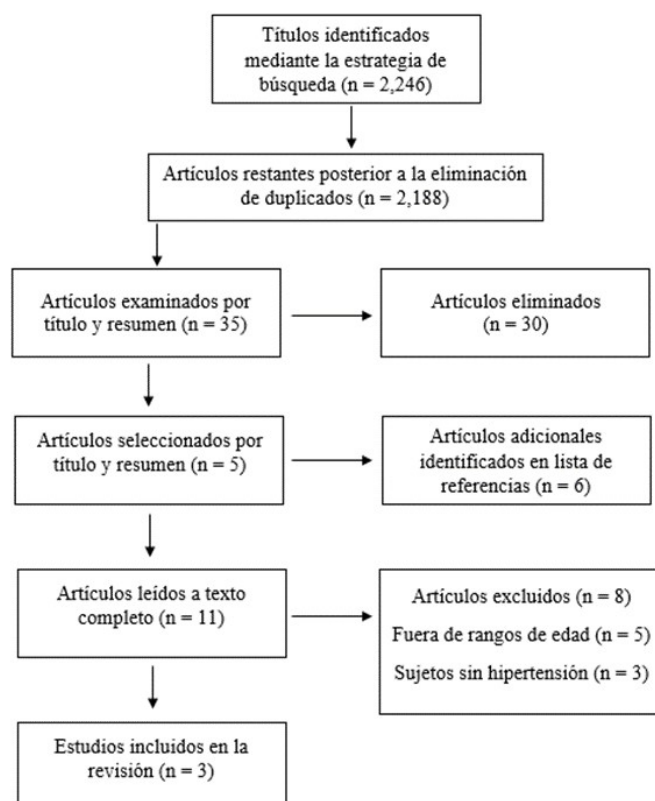 Títulos identificados
mediante la estrategia de
búsqueda (n = 2,246)
Artículos restantes posterior a la eliminación
de duplicados (n = 2,188)
Artículos examinados por
título y resumen (n = 35)
Artículos eliminados
(n = 30)
Artículos seleccionados por
título y resumen (n = 5)
Artículos adicionales
identificados en lista de
referencias (n = 6)
Artículos leídos a texto
completo (n = 11)
Artículos excluidos (n = 8)
Fuera de rangos de edad (n = 5)
Sujetos sin hipertensión (n = 3)
Estudios incluidos en la
revisión (n = 3)